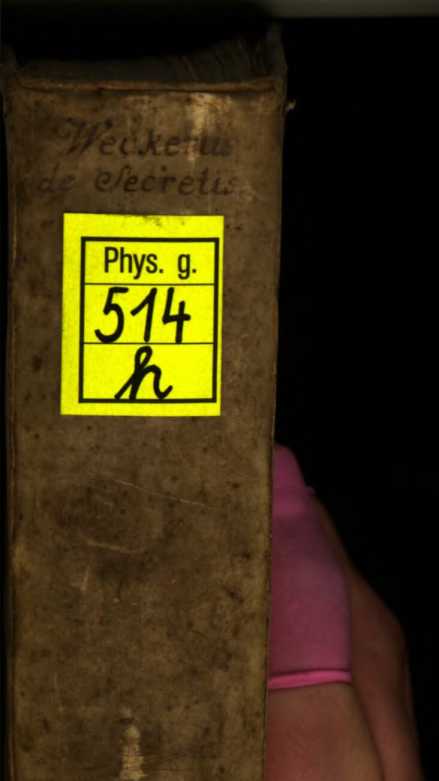 Weckerus
de Secretis
Phys. g.
514
h